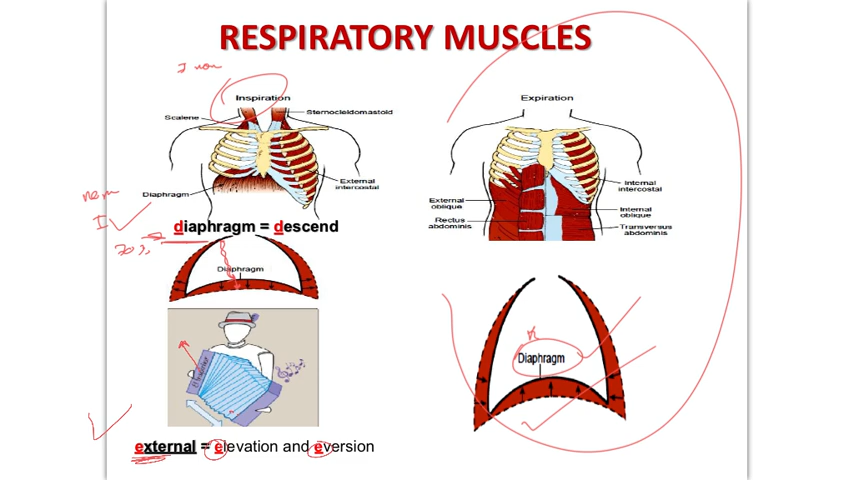 RESPIRATORY MUSCLES
Inspiration
Scalene
Sternocleidomastoid
External
intercostal
Diaphragm
diaphragm = descend
Diaphragm
external = elevation and eversion
Expiration
Internal
intercostal
External
oblique
Internal
oblique
Rectus
abdominis
Transversus
abdominis
Diaphragm